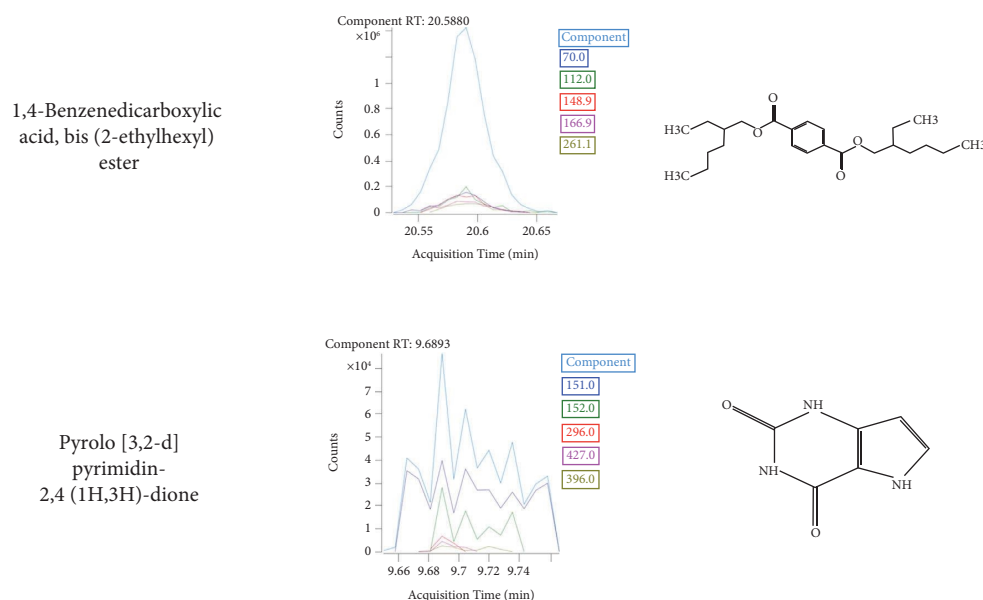 1,4-Benzenedicarboxylic
acid, bis (2-ethylhexyl)
ester
Component RT: 20.5880
×10⁶
1
0.8
0.6
0.4
0.2
0
Counts
20.55 20.6 20.65
Acquisition Time (min)
Component
70.0
112.0
148.9
166.9
261.1
O
H3C
O
H3C
O
O
CH3
CH3
Pyrolo [3,2-d]
pyrimidin-
2,4 (1H,3H)-dione
Component RT: 9.6893
×10⁴
7
6
5
4
3
2
1
0
Counts
9.66 9.68 9.7 9.72 9.74
Acquisition Time (min)
Component
151.0
152.0
296.0
427.0
396.0
O
NH
NH
NH
O